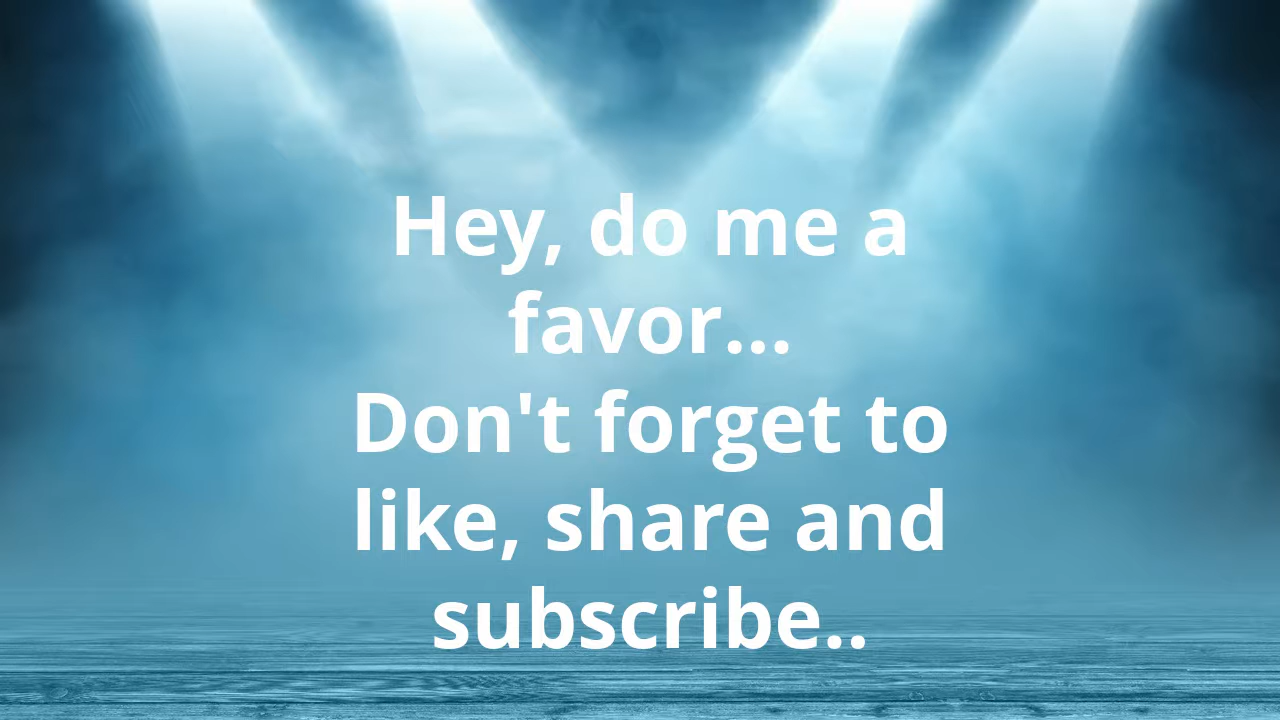 Hey, do me a
favor...
Don't forget to
like, share and
subscribe..